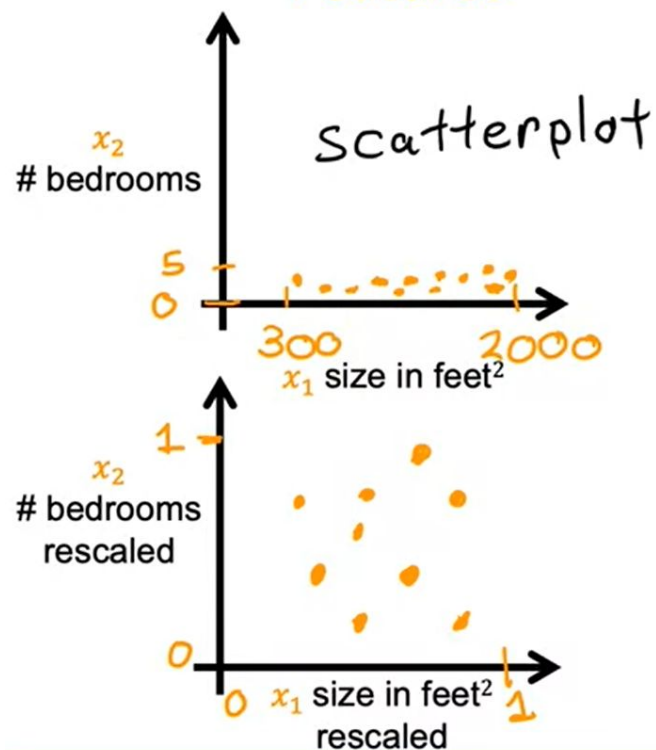 scatterplot
x₂
# bedrooms
5
0
300 2000
x₁ size in feet²
1
x₂
# bedrooms
rescaled
0
0 x₁ size in feet² 1
rescaled